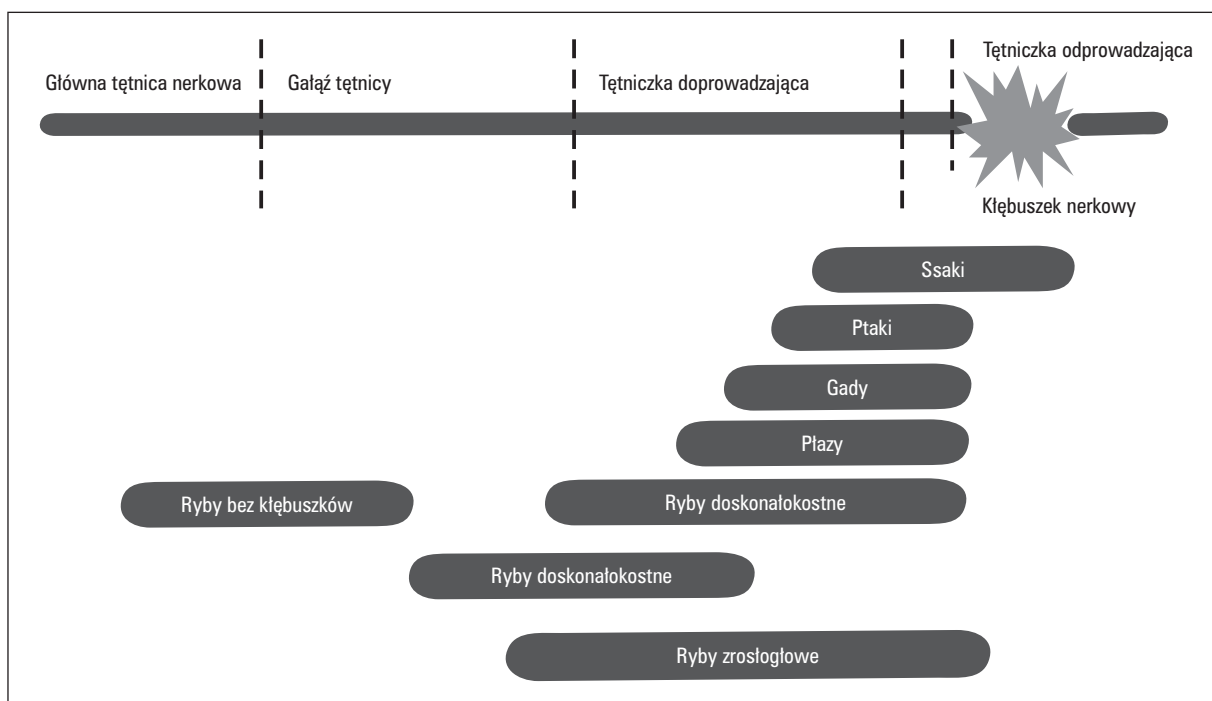 Główna tętnica nerkowa
Gałąź tętnicy
Tętniczka doprowadzająca
Tętniczka odprowadzająca
Kłębuszek nerkowy
Ssaki
Ptaki
Gady
Płazy
Ryby bez kłębuszków
Ryby doskonałokostne
Ryby doskonałokostne
Ryby zrosłogłowe